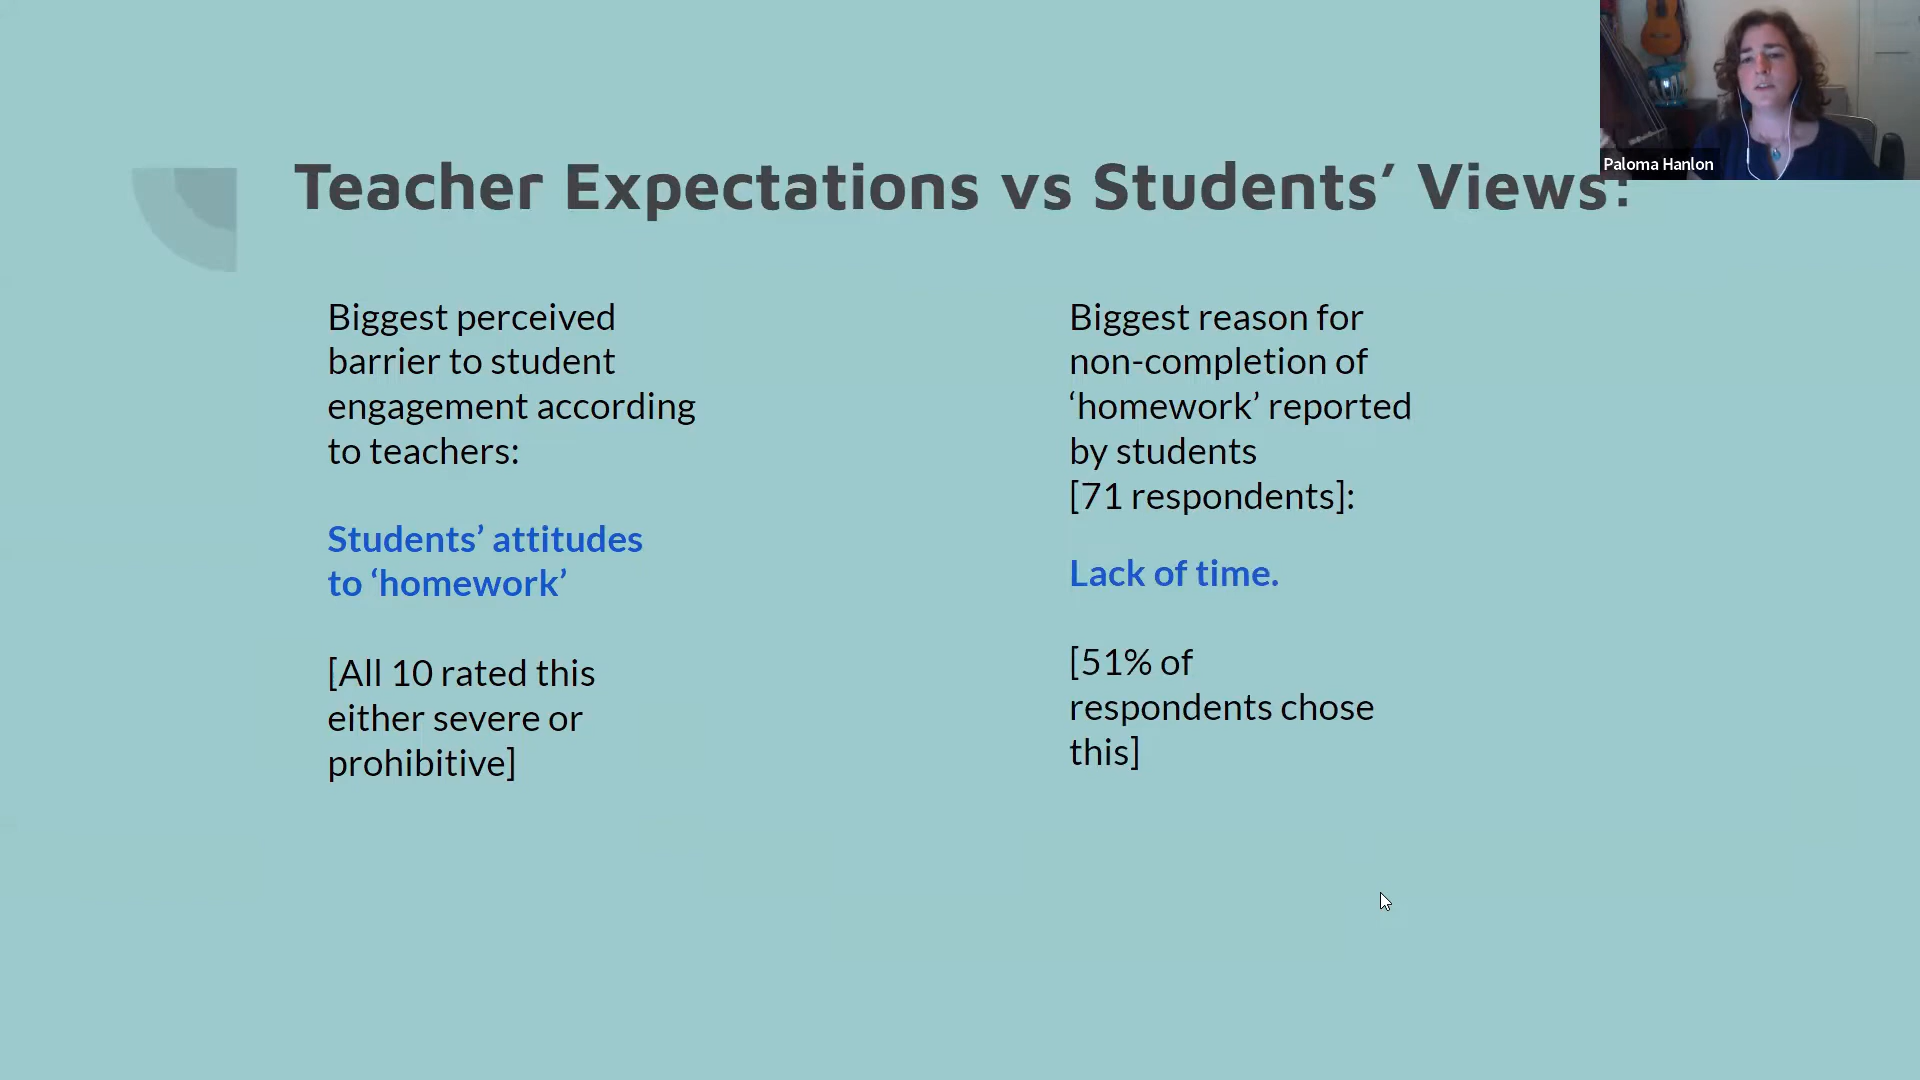 Paloma Hanlon
Teacher Expectations vs Students’ Views:
Biggest perceived
barrier to student
engagement according
to teachers:
Students’ attitudes
to ‘homework’
[All 10 rated this
either severe or
prohibitive]
Biggest reason for
non-completion of
‘homework’ reported
by students
[71 respondents]:
Lack of time.
[51% of
respondents chose
this]